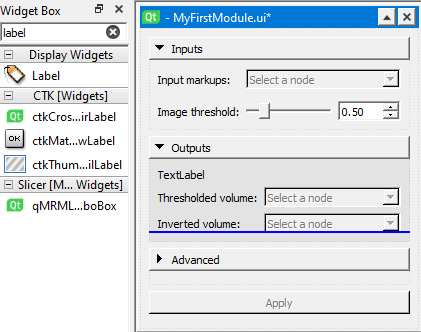 Widget Box
label
Display Widgets
Label
CTK [Widgets]
ctkCros...irLabel
OK
ctkMat...wLabel
ctkThum...ilLabel
Slicer [M... Widgets]
qMRML...boBox
Qt - MyFirstModule.ui*
Inputs
Input markups: Select a node
Image threshold: 0.50
Outputs
TextLabel
Thresholded volume: Select a node
Inverted volume: Select a node
Advanced
Apply